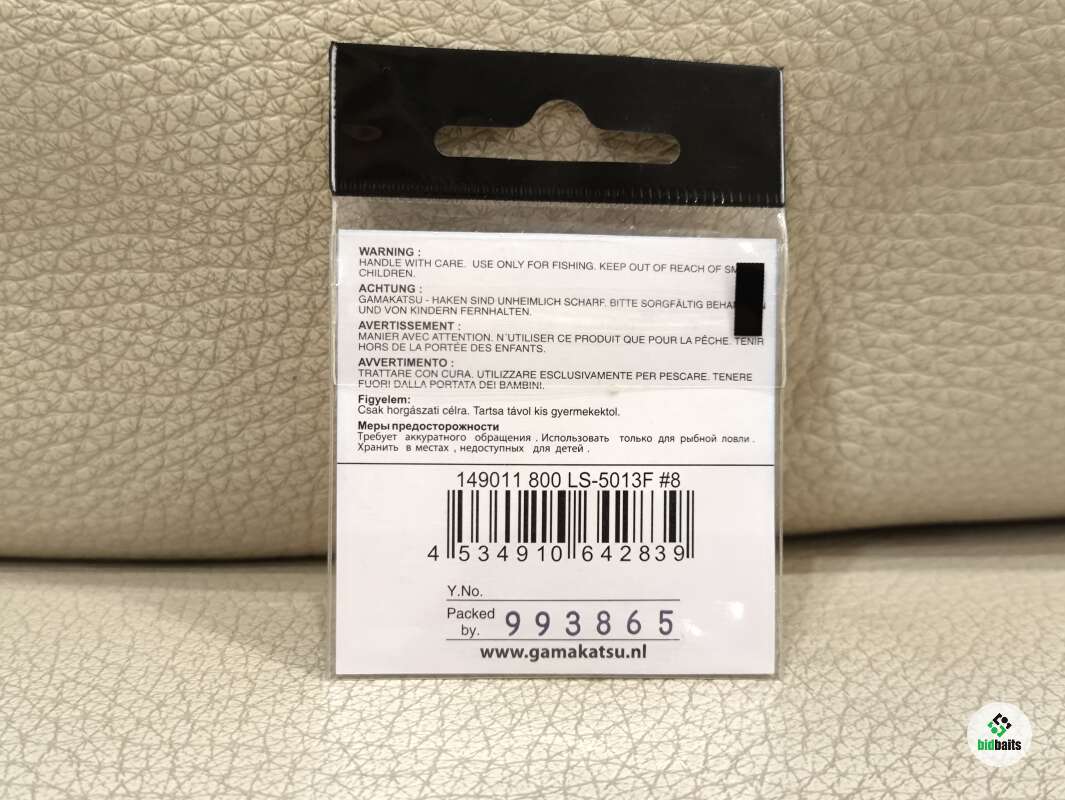 WARNING :
HANDLE WITH CARE. USE ONLY FOR FISHING. KEEP OUT OF REACH OF
CHILDREN.
ACHTUNG :
GAMAKATSU - HAKEN SIND UNHEIMLICH SCHARF. BITTE SORGFÄLTIG
UND VON KINDERN FERNHALTEN.
AVERTISSEMENT :
MANIER AVEC ATTENTION. N'UTILISER CE PRODUIT QUE POUR LA PÊCHE. TENIR
HORS DE LA PORTÉE DES ENFANTS.
AVVERTIMENTO :
TRATTARE CON CURA. UTILIZZARE ESCLUSIVAMENTE PER PESCARE. TENERE
FUORI DALLA PORTATA DEI BAMBINI.
Figyelem:
Csak horgászati célra. Tartsa távol kis gyermekektol.
Меры предосторожности
Требует аккуратного обращения . Использовать только для рыбной ловли .
Хранить в местах , недоступных для детей .
149011 800 LS-5013F #8
4 534910 642839
Y.No.
Packed by. 993865
www.gamakatsu.nl
bidbaits